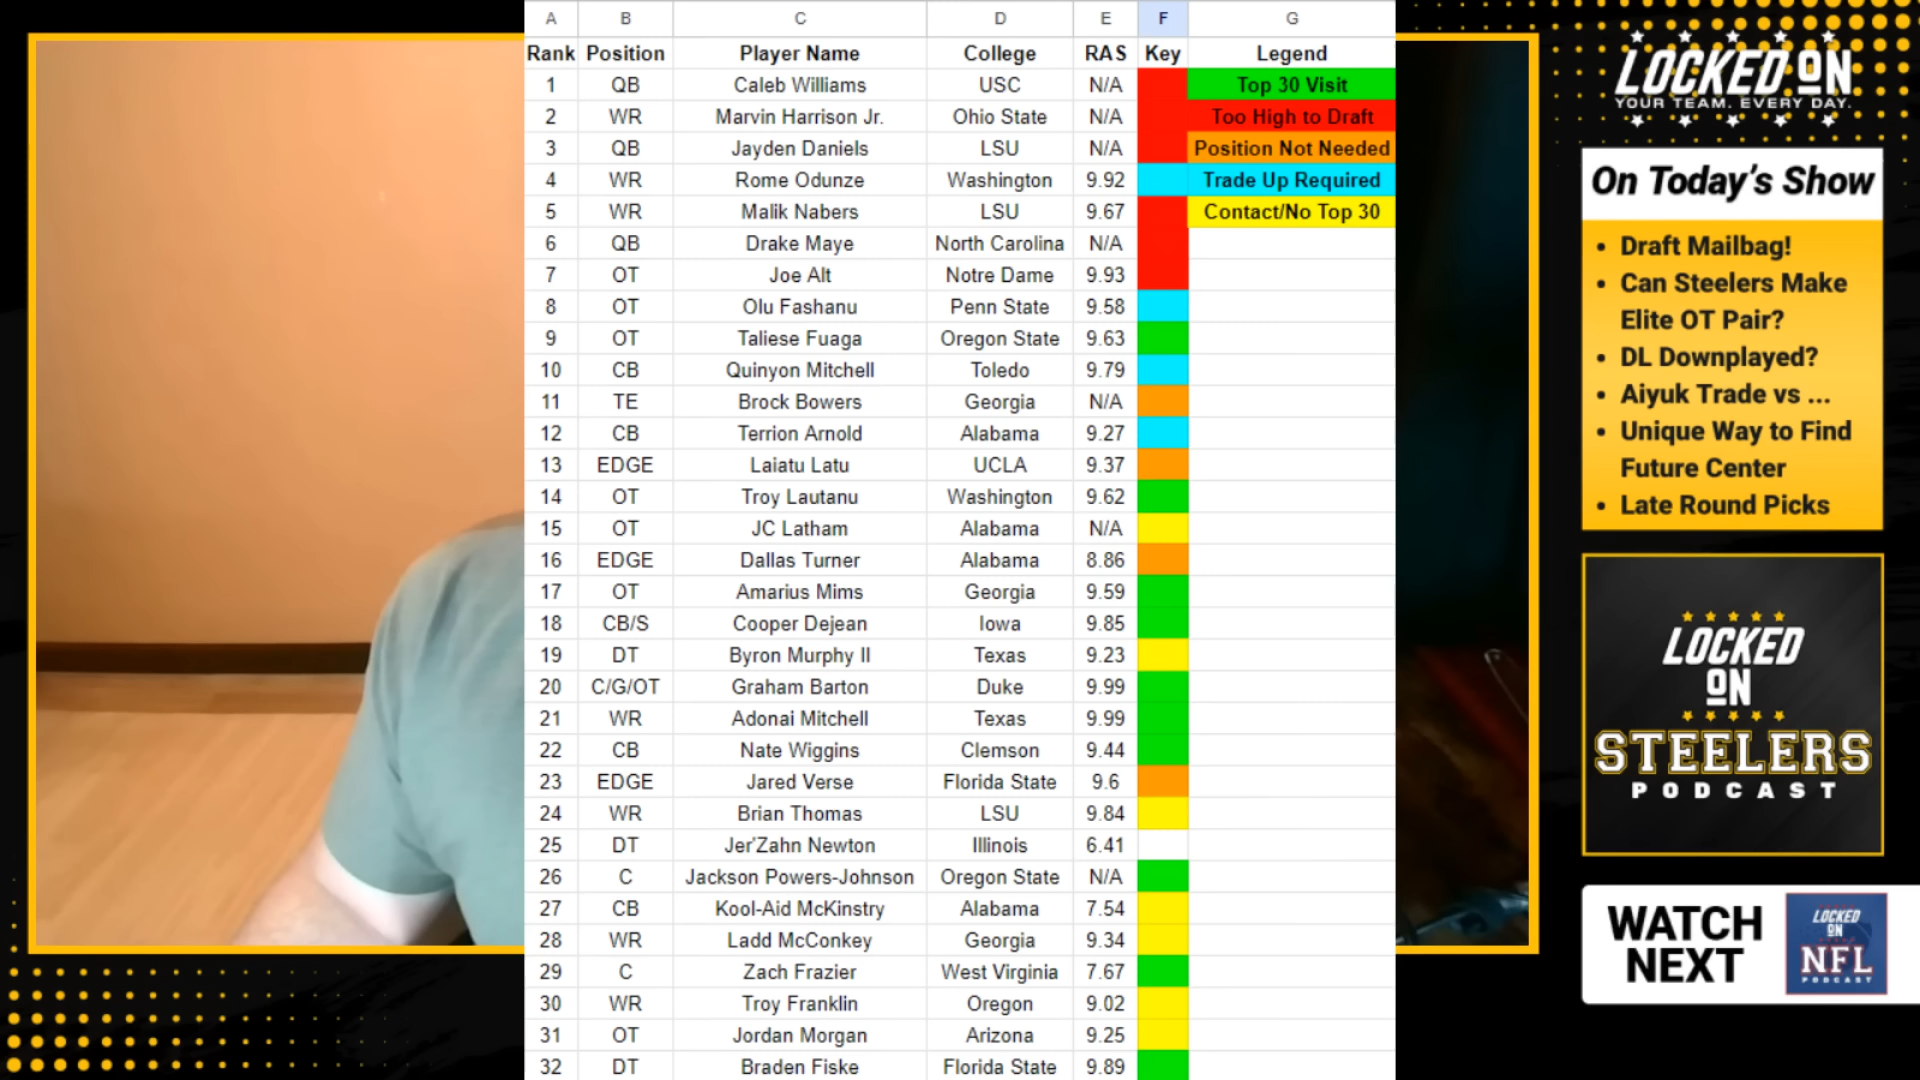 A B C D E F G
Rank Position Player Name College RAS Key Legend
1 QB Caleb Williams USC N/A Top 30 Visit
2 WR Marvin Harrison Jr. Ohio State N/A Too High to Draft
3 QB Jayden Daniels LSU N/A Position Not Needed
4 WR Rome Odunze Washington 9.92 Trade Up Required
5 WR Malik Nabers LSU 9.67 Contact/No Top 30
6 QB Drake Maye North Carolina N/A
7 OT Joe Alt Notre Dame 9.93
8 OT Olu Fashanu Penn State 9.58
9 OT Taliese Fuaga Oregon State 9.63
10 CB Quinyon Mitchell Toledo 9.79
11 TE Brock Bowers Georgia N/A
12 CB Terrion Arnold Alabama 9.27
13 EDGE Laiatu Latu UCLA 9.37
14 OT Troy Lautanu Washington 9.62
15 OT JC Latham Alabama N/A
16 EDGE Dallas Turner Alabama 8.86
17 OT Amarius Mims Georgia 9.59
18 CB/S Cooper Dejean Iowa 9.85
19 DT Byron Murphy II Texas 9.23
20 C/G/OT Graham Barton Duke 9.99
21 WR Adonai Mitchell Texas 9.99
22 CB Nate Wiggins Clemson 9.44
23 EDGE Jared Verse Florida State 9.6
24 WR Brian Thomas LSU 9.84
25 DT Jer'Zahn Newton Illinois 6.41
26 C Jackson Powers-Johnson Oregon State N/A
27 CB Kool-Aid McKinstry Alabama 7.54
28 WR Ladd McConkey Georgia 9.34
29 C Zach Frazier West Virginia 7.67
30 WR Troy Franklin Oregon 9.02
31 OT Jordan Morgan Arizona 9.25
32 DT Braden Fiske Florida State 9.89
LOCKED ON
YOUR TEAM. EVERY DAY.
On Today's Show
• Draft Mailbag!
• Can Steelers Make
Elite OT Pair?
• DL Downplayed?
• Aiyuk Trade vs ...
• Unique Way to Find
Future Center
• Late Round Picks
LOCKED
ON
STEELERS
PODCAST
WATCH
NEXT
LOCKED
ON
NFL
PODCAST